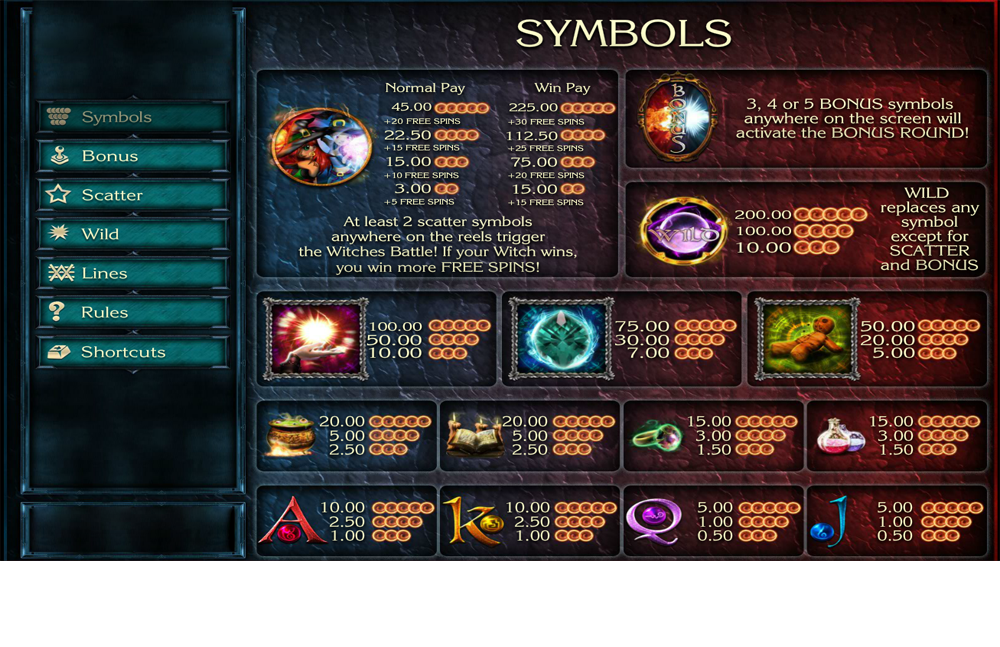 SYMBOLS
Symbols
Bonus
Scatter
Wild
Lines
Rules
Shortcuts
Normal Pay Win Pay
45.00 225.00
+20 FREE SPINS +30 FREE SPINS
22.50 112.50
+15 FREE SPINS +25 FREE SPINS
15.00 75.00
+10 FREE SPINS +20 FREE SPINS
3.00 15.00
+5 FREE SPINS +15 FREE SPINS
At least 2 scatter symbols
anywhere on the reels trigger
the Witches Battle! If your Witch wins,
you win more FREE SPINS!
BONUS
3, 4 or 5 BONUS symbols
anywhere on the screen will
activate the BONUS ROUND!
WILD
200.00
100.00
10.00
WILD
replaces any
symbol
except for
SCATTER
and BONUS
100.00
50.00
10.00
75.00
30.00
7.00
50.00
20.00
5.00
20.00
5.00
2.50
20.00
5.00
2.50
15.00
3.00
1.50
15.00
3.00
1.50
A
10.00
2.50
1.00
K
10.00
2.50
1.00
Q
5.00
1.00
0.50
J
5.00
1.00
0.50